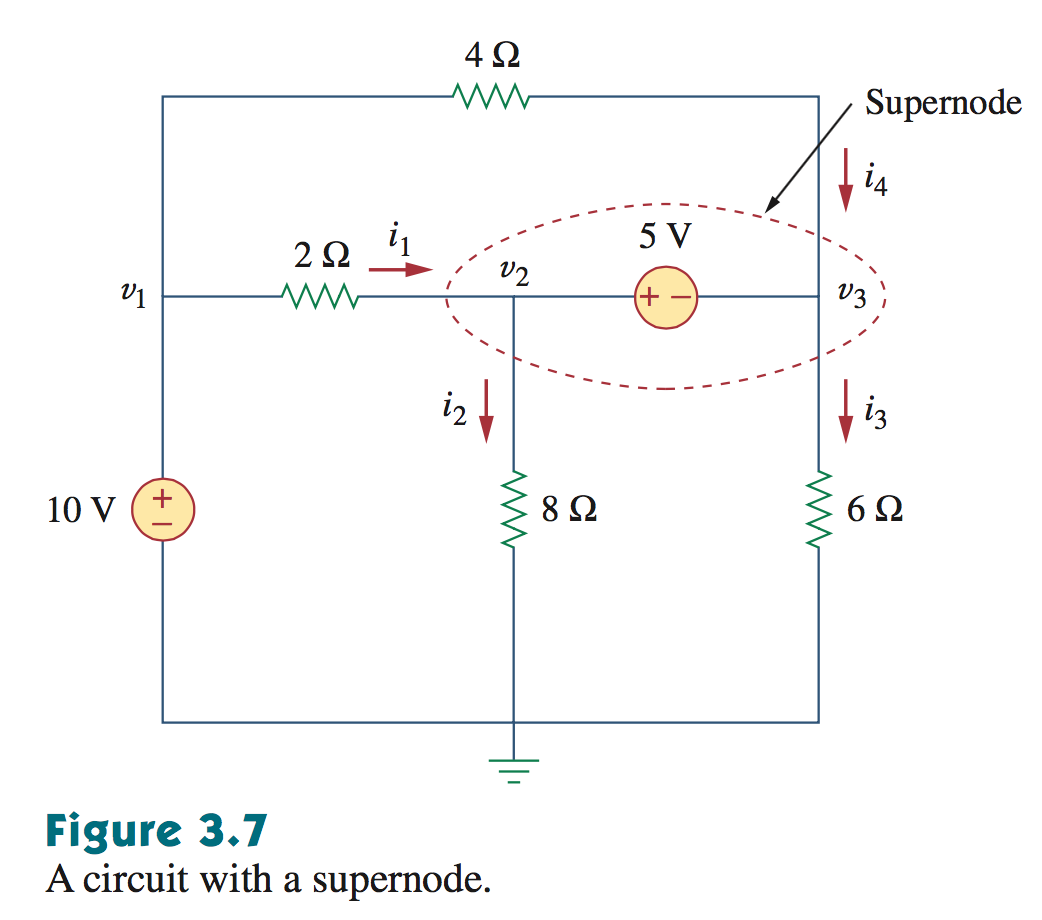 4 Ω
Supernode
i4
5 V
i1
2 Ω
v2
v1
+ −
v3
i2
i3
+
−
10 V
8 Ω
6 Ω
Figure 3.7
A circuit with a supernode.